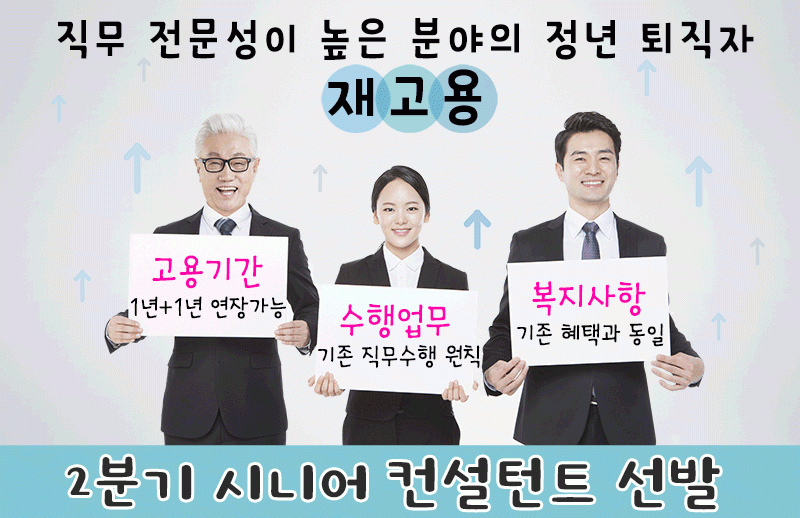 직무 전문성이 높은 분야의 정년 퇴직자
재고용
고용기간
1년+1년 연장가능
수행업무
기존 직무수행 원칙
복지사항
기존 혜택과 동일
2분기 시니어 컨설턴트 선발